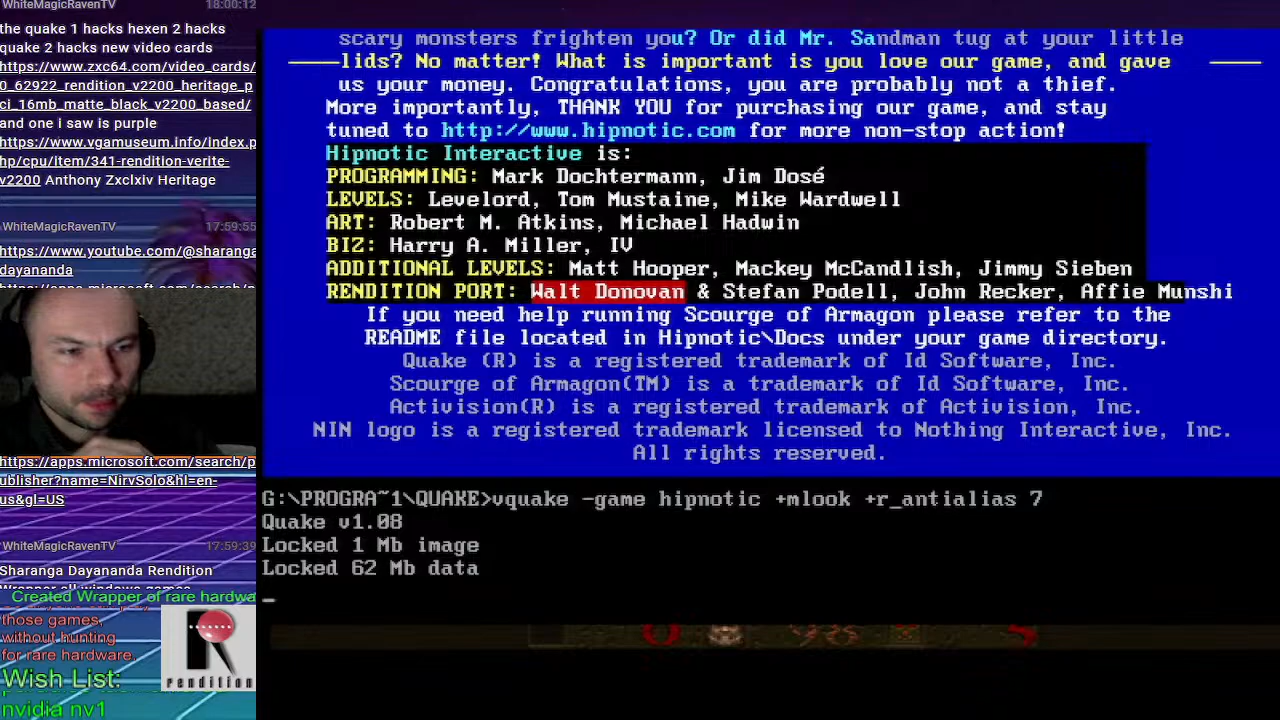 WhiteMagicRavenTV 18:00:12
the quake 1 hacks hexen 2 hacks
quake 2 hacks new video cards
https://www.zxc64.com/video_cards/
0_62922_rendition_v2200_heritage_p
ci_16mb_matte_black_v2200_based/
and one i saw is purple
https://www.vgamuseum.info/index.p
hp/cpu/item/341-rendition-verite-
v2200 Anthony Zxclxiv Heritage
WhiteMagicRavenTV 17:59:55
https://www.youtube.com/@sharanga
dayananda
https://apps.microsoft.com/search/p
ublisher?name=NirvSolo&hl=en-
us&gl=US
WhiteMagicRavenTV 17:59:39
Sharanga Dayananda Rendition
Created Wrapper of rare hardwa
those games,
without hunting
for rare hardware.
Wish List:
nvidia nv1
rendition
scary monsters frighten you? Or did Mr. Sandman tug at your little
lids? No matter! What is important is you love our game, and gave
us your money. Congratulations, you are probably not a thief.
More importantly, THANK YOU for purchasing our game, and stay
tuned to http://www.hipnotic.com for more non-stop action!
Hipnotic Interactive is:
PROGRAMMING: Mark Dochtermann, Jim Dosé
LEVELS: Levelord, Tom Mustaine, Mike Wardwell
ART: Robert M. Atkins, Michael Hadwin
BIZ: Harry A. Miller, IV
ADDITIONAL LEVELS: Matt Hooper, Mackey McCandlish, Jimmy Sieben
RENDITION PORT: Walt Donovan & Stefan Podell, John Recker, Affie Munshi
If you need help running Scourge of Armagon please refer to the
README file located in Hipnotic\Docs under your game directory.
Quake (R) is a registered trademark of Id Software, Inc.
Scourge of Armagon(TM) is a trademark of Id Software, Inc.
Activision(R) is a registered trademark of Activision, Inc.
NIN logo is a registered trademark licensed to Nothing Interactive, Inc.
All rights reserved.
G:\PROGRA~1\QUAKE>vquake -game hipnotic +mlook +r_antialias 7
Quake v1.08
Locked 1 Mb image
Locked 62 Mb data